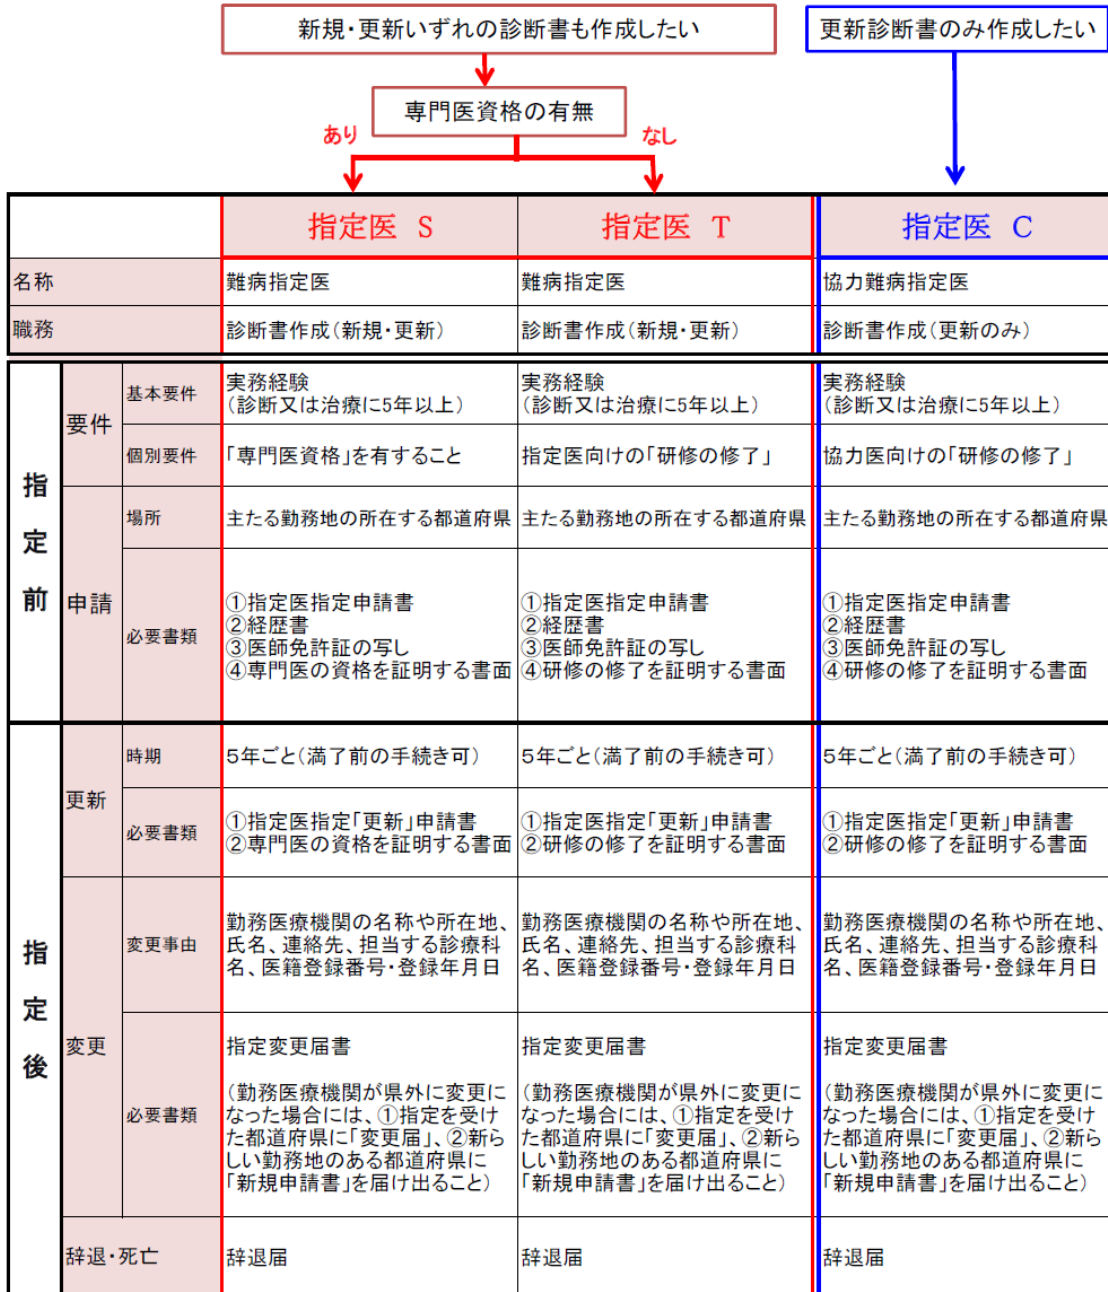 新規・更新いずれの診断書も作成したい
更新診断書のみ作成したい
専門医資格の有無
あり
なし
指定医 S
指定医 T
指定医 C
名称
難病指定医
難病指定医
協力難病指定医
職務
診断書作成(新規・更新)
診断書作成(新規・更新)
診断書作成(更新のみ)
指定前
要件
基本要件
実務経験
(診断又は治療に5年以上)
実務経験
(診断又は治療に5年以上)
実務経験
(診断又は治療に5年以上)
個別要件
「専門医資格」を有すること
指定医向けの「研修の修了」
協力医向けの「研修の修了」
申請
場所
主たる勤務地の所在する都道府県
主たる勤務地の所在する都道府県
主たる勤務地の所在する都道府県
必要書類
①指定医指定申請書
②経歴書
③医師免許証の写し
④専門医の資格を証明する書面
①指定医指定申請書
②経歴書
③医師免許証の写し
④研修の修了を証明する書面
①指定医指定申請書
②経歴書
③医師免許証の写し
④研修の修了を証明する書面
指定後
更新
時期
5年ごと(満了前の手続き可)
5年ごと(満了前の手続き可)
5年ごと(満了前の手続き可)
必要書類
①指定医指定「更新」申請書
②専門医の資格を証明する書面
①指定医指定「更新」申請書
②研修の修了を証明する書面
①指定医指定「更新」申請書
②研修の修了を証明する書面
変更
変更事由
勤務医療機関の名称や所在地、
氏名、連絡先、担当する診療科
名、医籍登録番号・登録年月日
勤務医療機関の名称や所在地、
氏名、連絡先、担当する診療科
名、医籍登録番号・登録年月日
勤務医療機関の名称や所在地、
氏名、連絡先、担当する診療科
名、医籍登録番号・登録年月日
必要書類
指定変更届書
(勤務医療機関が県外に変更に
なった場合には、①指定を受け
た都道府県に「変更届」、②新ら
しい勤務地のある都道府県に
「新規申請書」を届け出ること)
指定変更届書
(勤務医療機関が県外に変更に
なった場合には、①指定を受け
た都道府県に「変更届」、②新ら
しい勤務地のある都道府県に
「新規申請書」を届け出ること)
指定変更届書
(勤務医療機関が県外に変更に
なった場合には、①指定を受け
た都道府県に「変更届」、②新ら
しい勤務地のある都道府県に
「新規申請書」を届け出ること)
辞退・死亡
辞退届
辞退届
辞退届